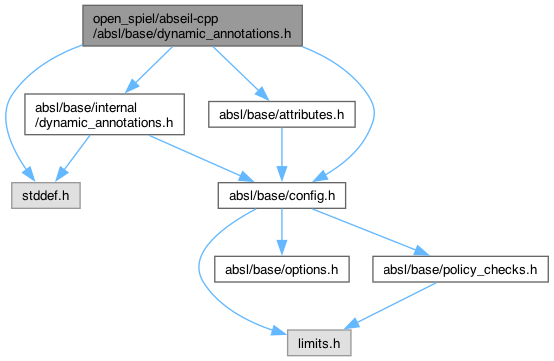 open_spiel/abseil-cpp
/absl/base/dynamic_annotations.h
absl/base/internal
/dynamic_annotations.h
absl/base/attributes.h
stddef.h
absl/base/config.h
absl/base/options.h
absl/base/policy_checks.h
limits.h